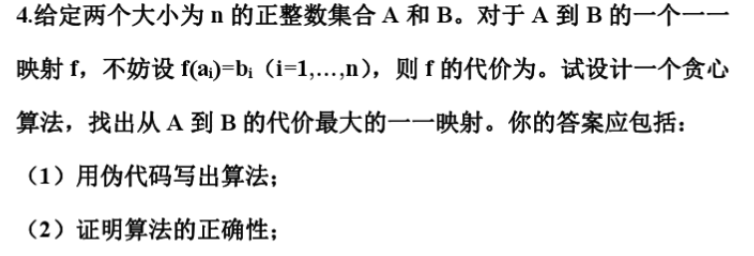 4.给定两个大小为 n 的正整数集合 A 和 B。对于 A 到 B 的一个一一
映射 f，不妨设 f(aᵢ)=bᵢ（i=1,…,n），则 f 的代价为。试设计一个贪心
算法，找出从 A 到 B 的代价最大的一一映射。你的答案应包括：
（1）用伪代码写出算法；
（2）证明算法的正确性；